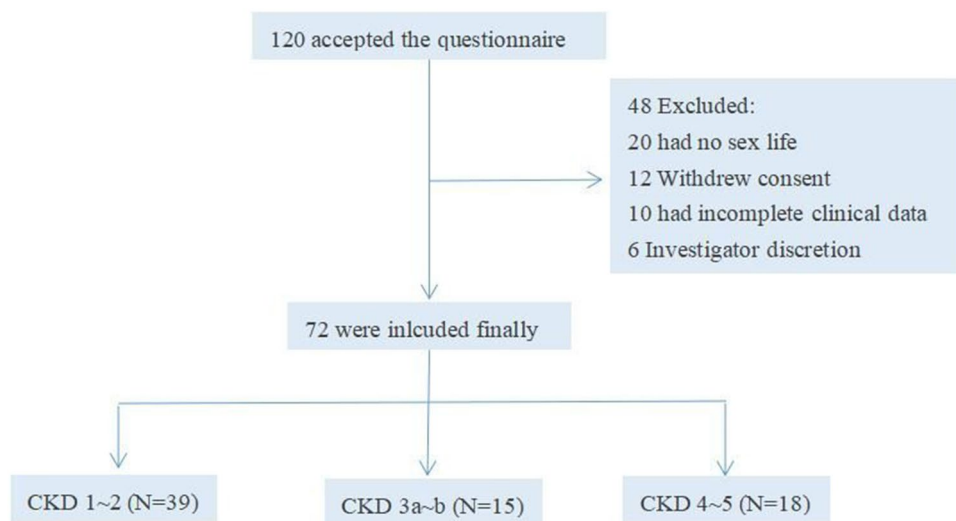 120 accepted the questionnaire
48 Excluded:
20 had no sex life
12 Withdrew consent
10 had incomplete clinical data
6 Investigator discretion
72 were inlcuded finally
CKD 1~2 (N=39)
CKD 3a~b (N=15)
CKD 4~5 (N=18)